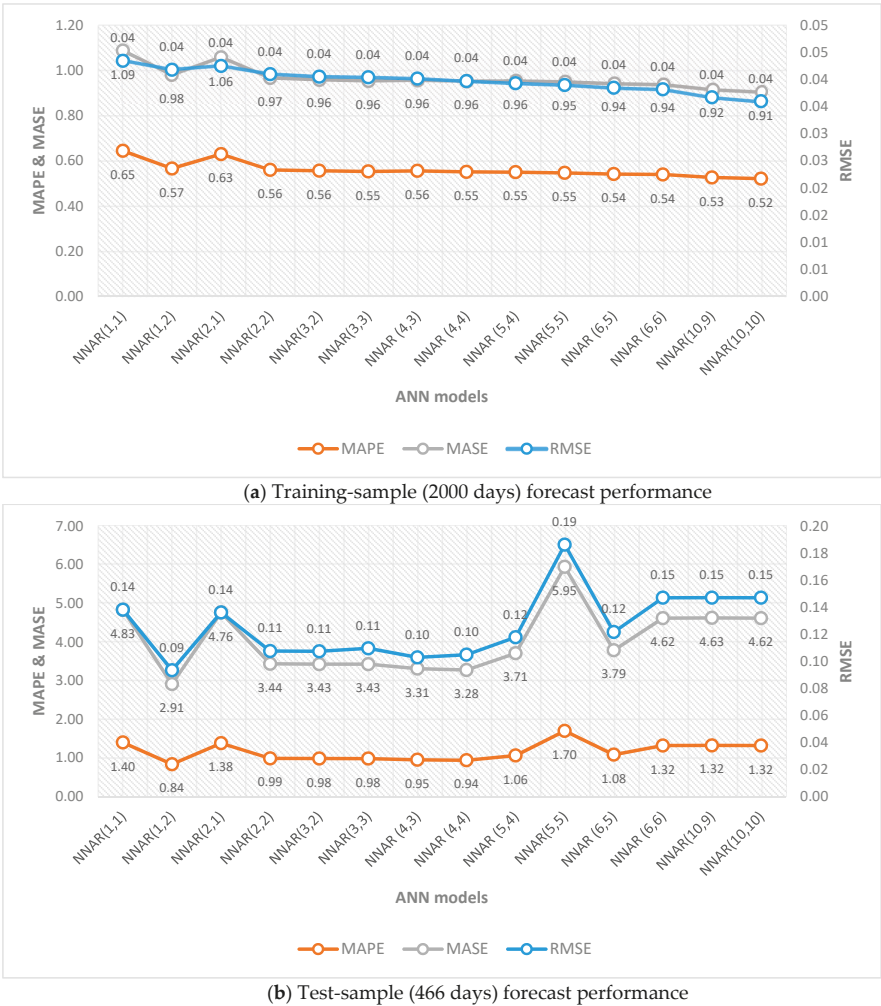 1.20
1.00
0.80
0.60
0.40
0.20
0.00
MAPE & MASE
0.05
0.05
0.04
0.04
0.03
0.03
0.02
0.02
0.01
0.01
0.00
RMSE
0.04 0.04 0.04 0.04 0.04 0.04 0.04 0.04 0.04 0.04 0.04 0.04 0.04 0.04
1.09 0.98 1.06 0.97 0.96 0.96 0.96 0.96 0.96 0.95 0.94 0.94 0.92 0.91
0.65 0.57 0.63 0.56 0.56 0.55 0.56 0.55 0.55 0.55 0.54 0.54 0.53 0.52
NNAR(1,1) NNAR(1,2) NNAR(2,1) NNAR(2,2) NNAR(3,2) NNAR(3,3) NNAR (4,3) NNAR (4,4) NNAR (5,4) NNAR(5,5) NNAR (6,5) NNAR (6,6) NNAR(10,9) NNAR(10,10)
ANN models
MAPE MASE RMSE
(a) Training-sample (2000 days) forecast performance
7.00
6.00
5.00
4.00
3.00
2.00
1.00
0.00
MAPE & MASE
0.20
0.18
0.16
0.14
0.12
0.10
0.08
0.06
0.04
0.02
0.00
RMSE
0.14 0.09 0.14 0.11 0.11 0.11 0.10 0.10 0.12 0.19 0.12 0.15 0.15 0.15
4.83 2.91 4.76 3.44 3.43 3.43 3.31 3.28 3.71 5.95 3.79 4.62 4.63 4.62
1.40 0.84 1.38 0.99 0.98 0.98 0.95 0.94 1.06 1.70 1.08 1.32 1.32 1.32
NNAR(1,1) NNAR(1,2) NNAR(2,1) NNAR(2,2) NNAR(3,2) NNAR(3,3) NNAR (4,3) NNAR (4,4) NNAR (5,4) NNAR(5,5) NNAR (6,5) NNAR (6,6) NNAR(10,9) NNAR(10,10)
ANN models
MAPE MASE RMSE
(b) Test-sample (466 days) forecast performance